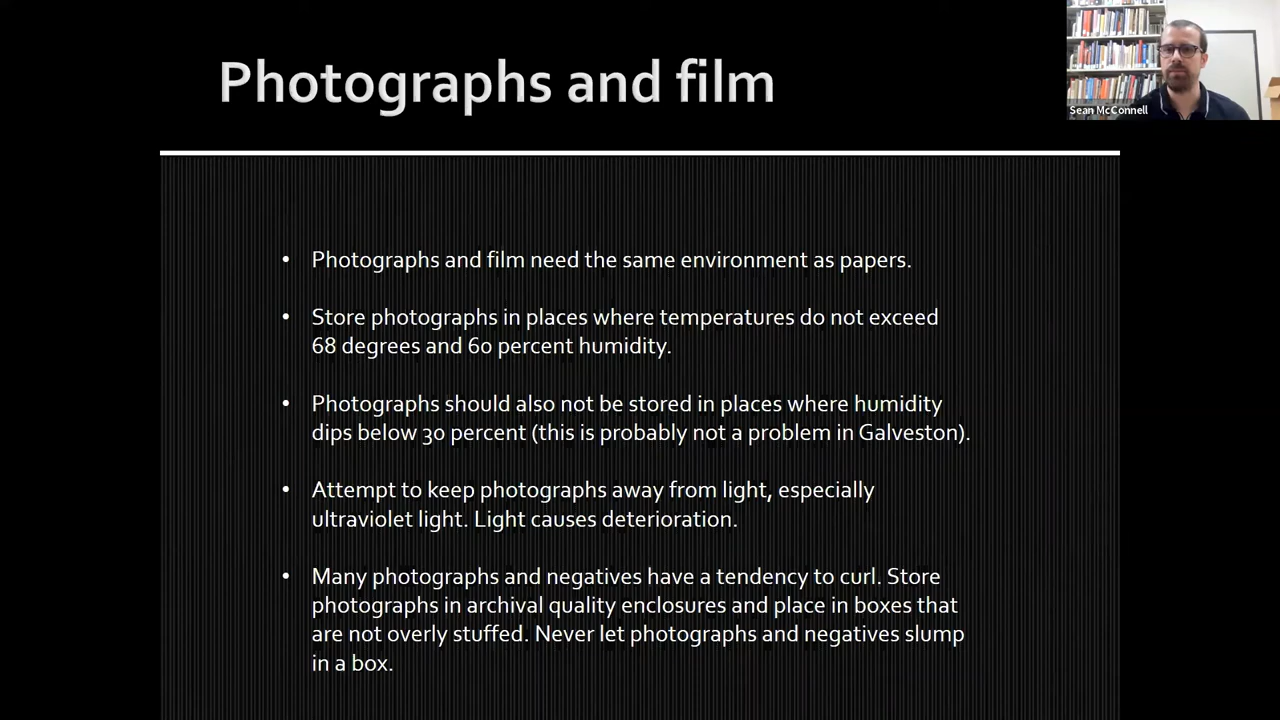 Photographs and film
Sean McConnell
• Photographs and film need the same environment as papers.
• Store photographs in places where temperatures do not exceed
68 degrees and 60 percent humidity.
• Photographs should also not be stored in places where humidity
dips below 30 percent (this is probably not a problem in Galveston).
• Attempt to keep photographs away from light, especially
ultraviolet light. Light causes deterioration.
• Many photographs and negatives have a tendency to curl. Store
photographs in archival quality enclosures and place in boxes that
are not overly stuffed. Never let photographs and negatives slump
in a box.